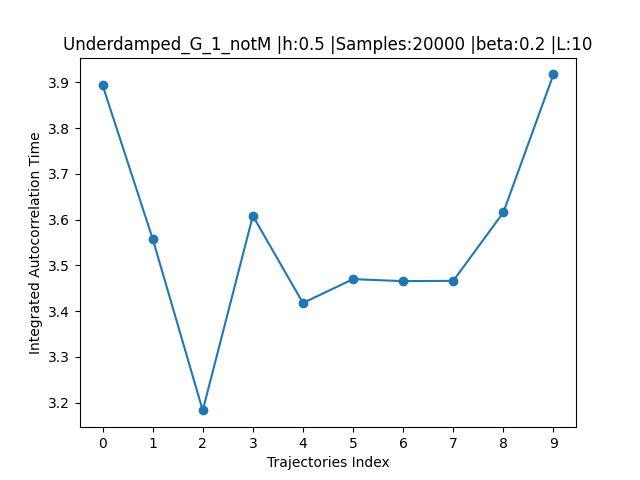 Underdamped_G_1_notM |h:0.5 |Samples:20000 |beta:0.2 |L:10
Integrated Autocorrelation Time
3.9
3.8
3.7
3.6
3.5
3.4
3.3
3.2
0 1 2 3 4 5 6 7 8 9
Trajectories Index